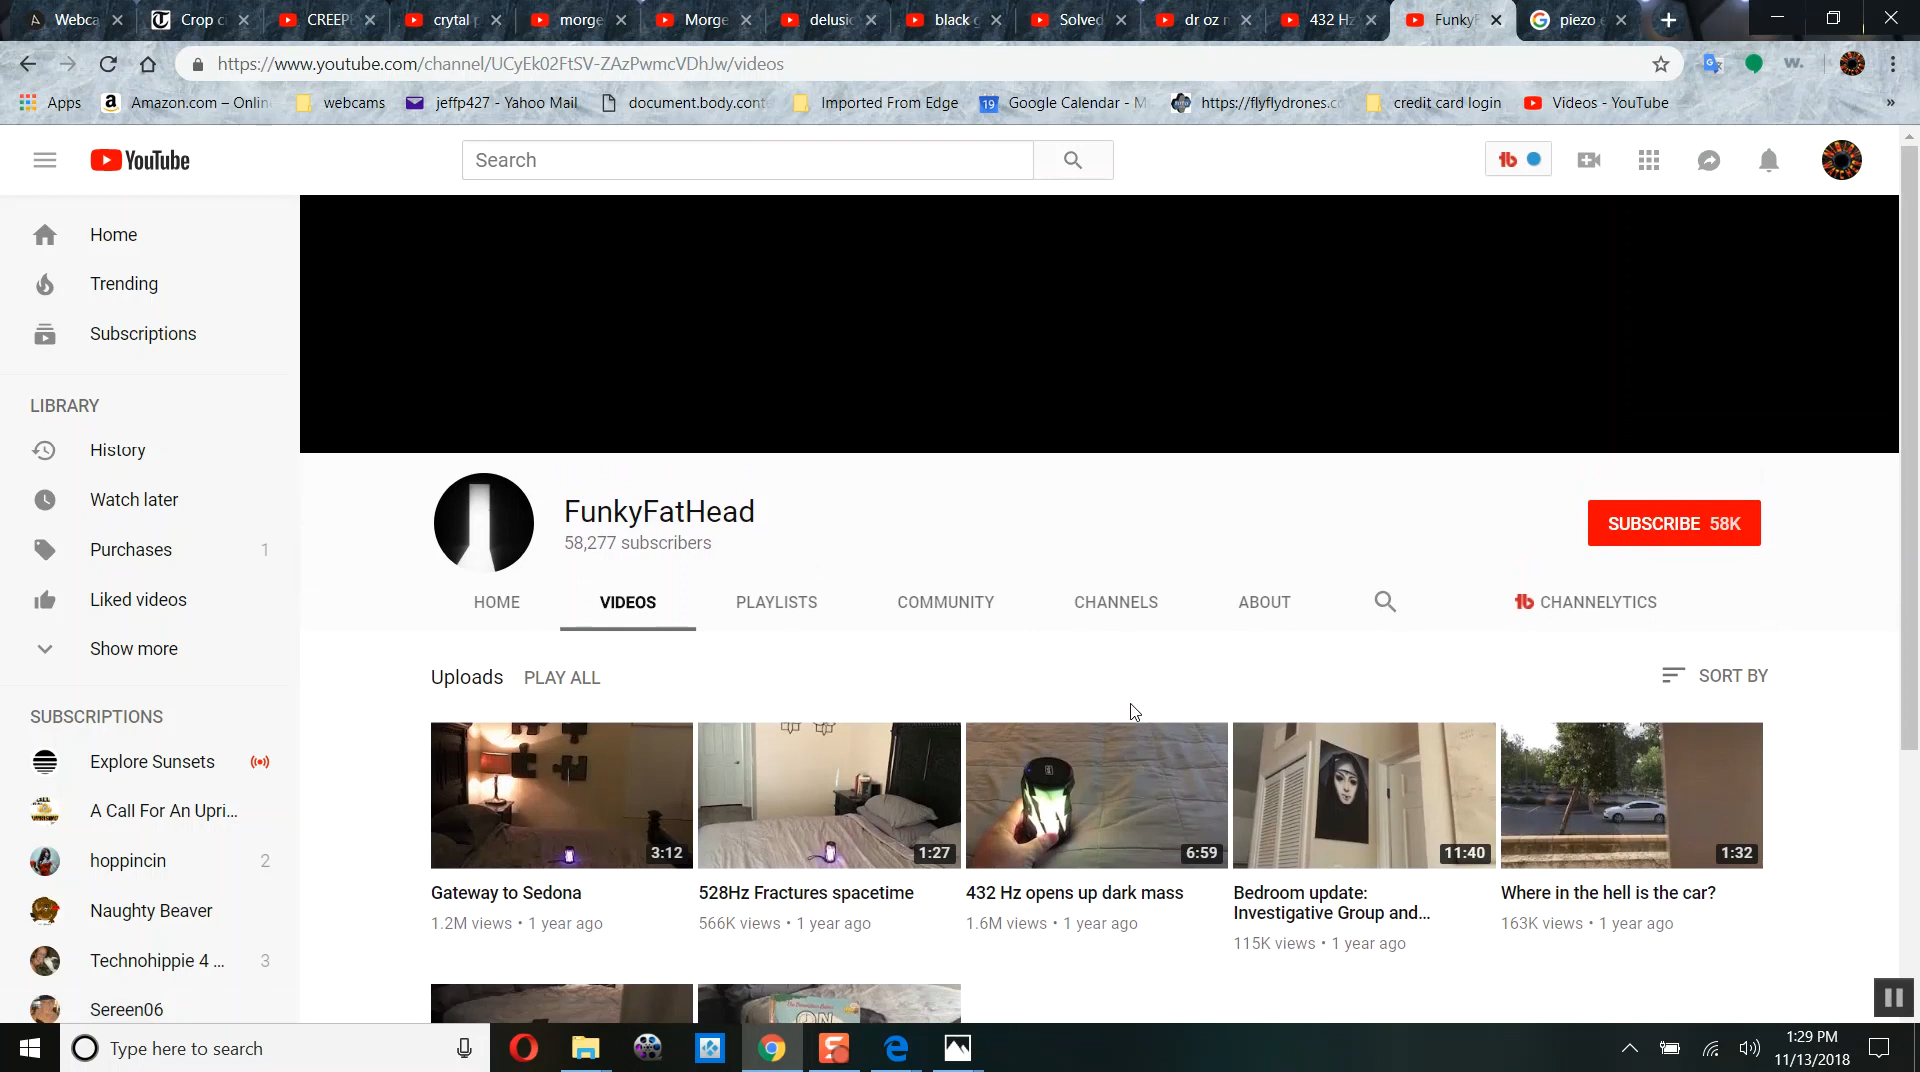 Webca
Crop c
CREEP
crytal p
morge
Morge
delusic
black g
Solved
dr oz n
432 Hz
FunkyF
piezo e
https://www.youtube.com/channel/UCyEk02FtSV-ZAzPwmcVDhJw/videos
Apps
Amazon.com – Onlin
webcams
jeffp427 - Yahoo Mail
document.body.cont
Imported From Edge
19
Google Calendar - M
https://flyflydrones.cc
credit card login
Videos - YouTube
»
YouTube
Search
Home
Trending
Subscriptions
LIBRARY
History
Watch later
Purchases 1
Liked videos
Show more
SUBSCRIPTIONS
Explore Sunsets
A Call For An Upri...
hoppincin 2
Naughty Beaver
Technohippie 4 ... 3
Sereen06
FunkyFatHead
58,277 subscribers
SUBSCRIBE 58K
HOME VIDEOS PLAYLISTS COMMUNITY CHANNELS ABOUT CHANNELYTICS
Uploads PLAY ALL SORT BY
3:12
1:27
6:59
11:40
1:32
Gateway to Sedona
1.2M views • 1 year ago
528Hz Fractures spacetime
566K views • 1 year ago
432 Hz opens up dark mass
1.6M views • 1 year ago
Bedroom update:
Investigative Group and...
115K views • 1 year ago
Where in the hell is the car?
163K views • 1 year ago
ON
Type here to search
1:29 PM
11/13/2018